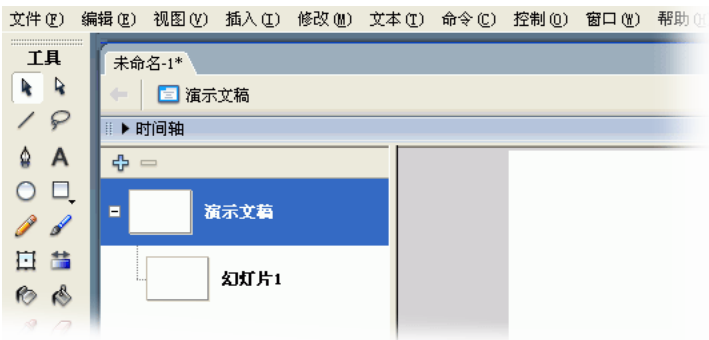 文件(F) 编辑(E) 视图(V) 插入(I) 修改(M) 文本(T) 命令(C) 控制(O) 窗口(W) 帮助(
工具
未命名-1*
演示文稿
时间轴
演示文稿
幻灯片1